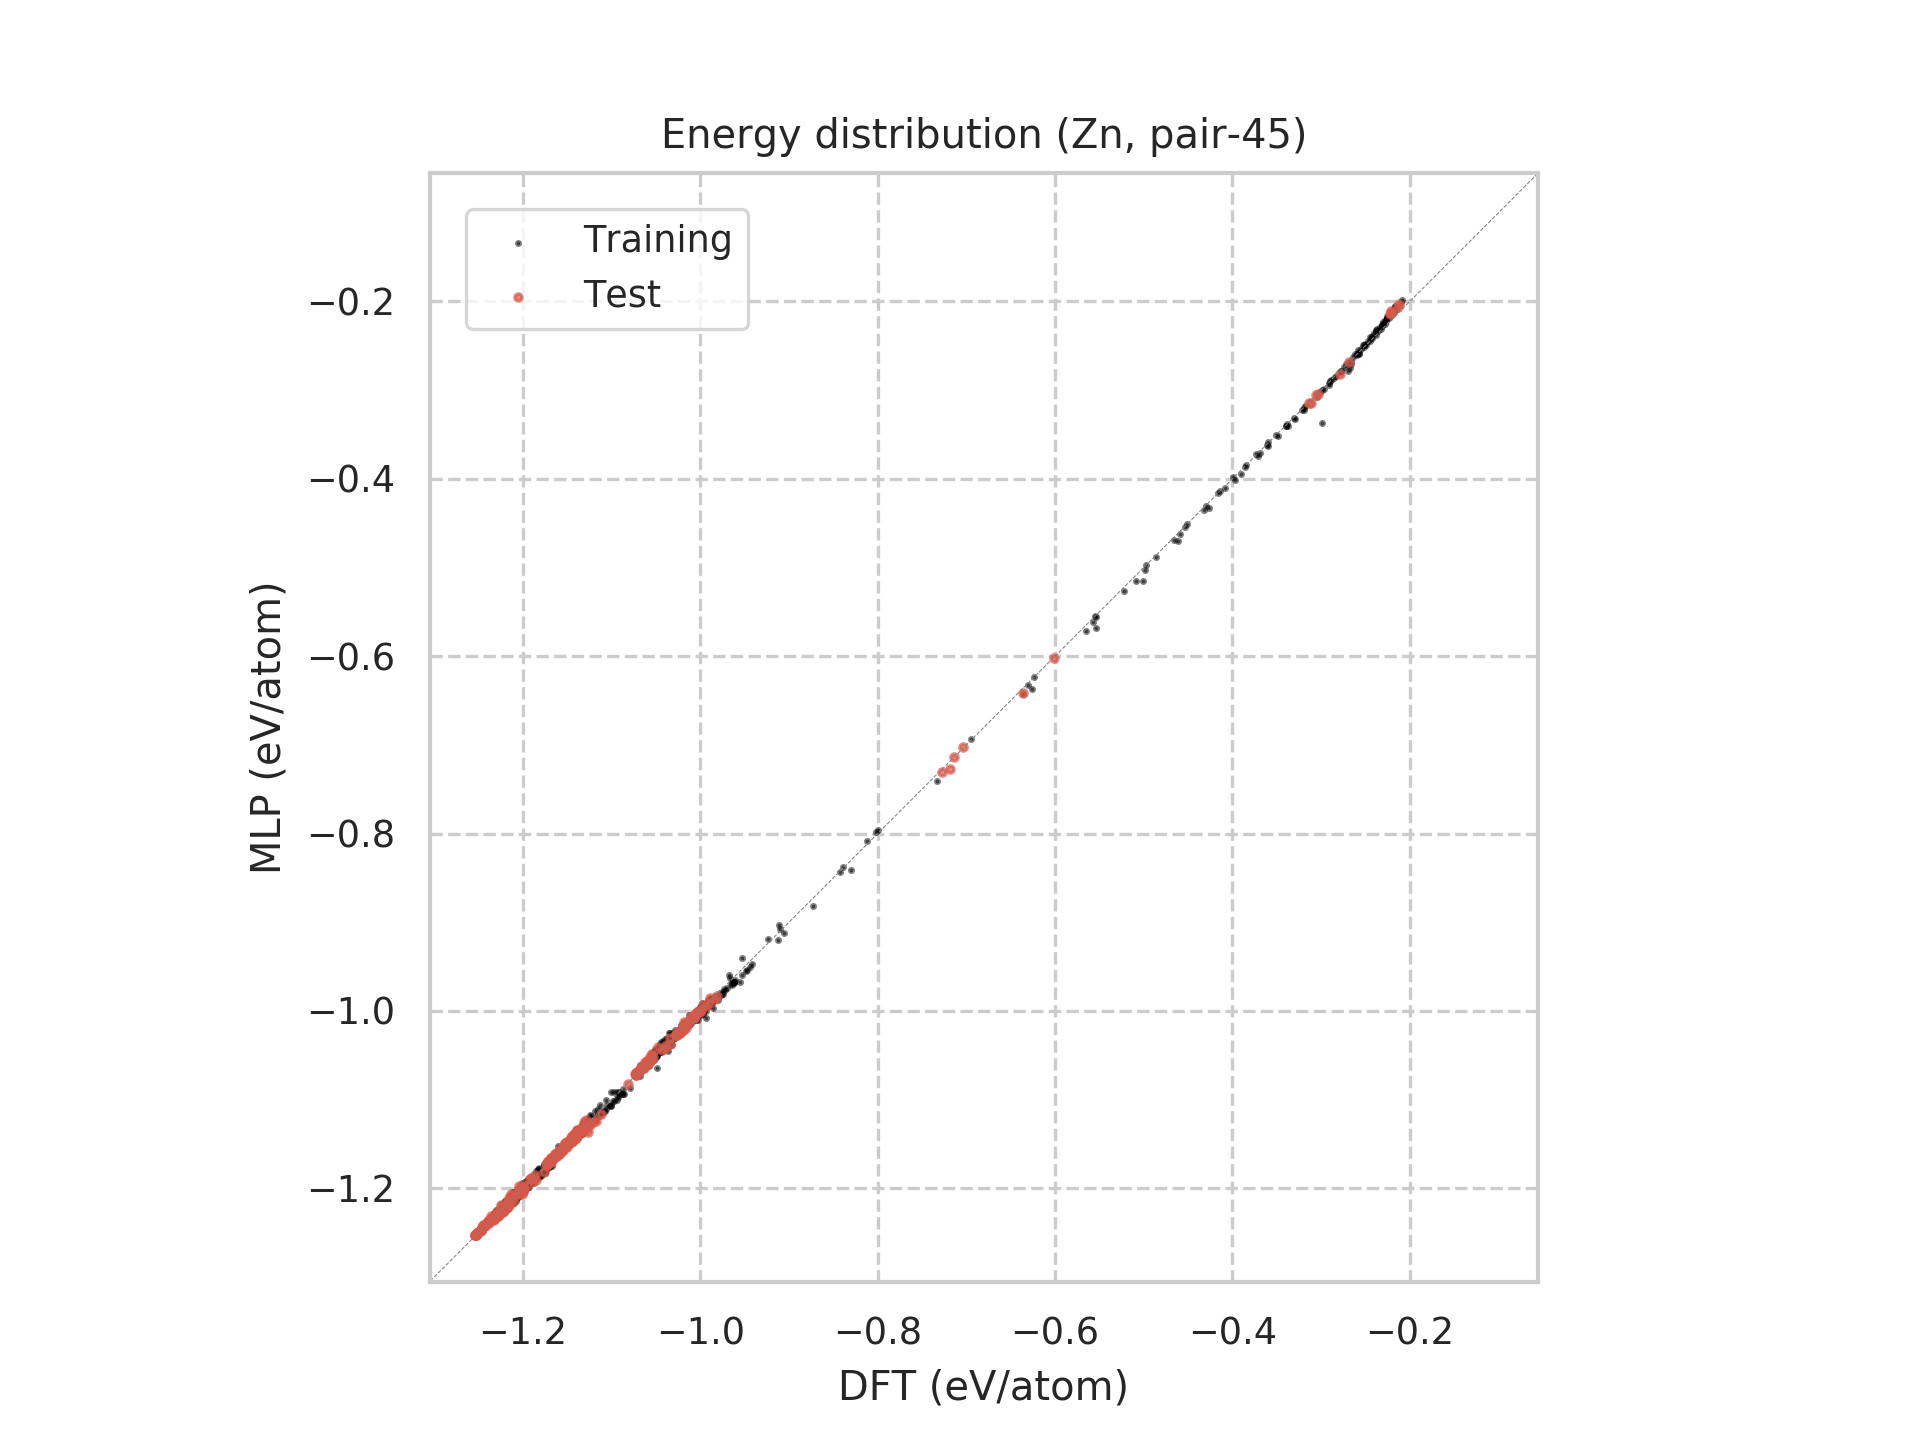 Energy distribution (Zn, pair-45)
Training
Test
MLP (eV/atom)
−0.2
−0.4
−0.6
−0.8
−1.0
−1.2
−1.2 −1.0 −0.8 −0.6 −0.4 −0.2
DFT (eV/atom)